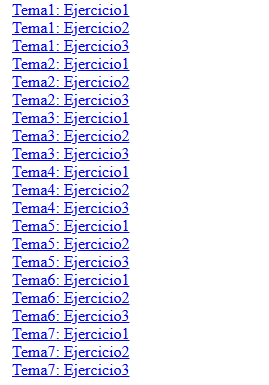 Tema1: Ejercicio1
Tema1: Ejercicio2
Tema1: Ejercicio3
Tema2: Ejercicio1
Tema2: Ejercicio2
Tema2: Ejercicio3
Tema3: Ejercicio1
Tema3: Ejercicio2
Tema3: Ejercicio3
Tema4: Ejercicio1
Tema4: Ejercicio2
Tema4: Ejercicio3
Tema5: Ejercicio1
Tema5: Ejercicio2
Tema5: Ejercicio3
Tema6: Ejercicio1
Tema6: Ejercicio2
Tema6: Ejercicio3
Tema7: Ejercicio1
Tema7: Ejercicio2
Tema7: Ejercicio3